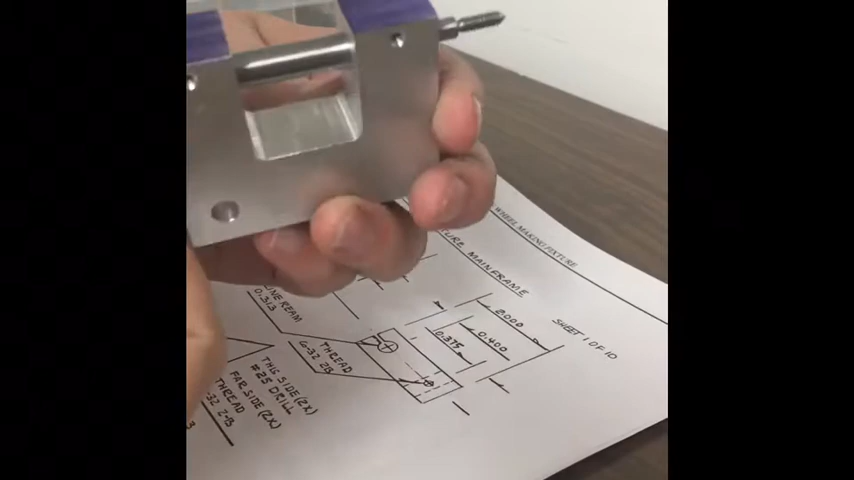 WHEEL MAKING FIXTURE
MAINFRAME
SHEET 1 OF 10
2.000
0.400
0.375
REAM
0.313
THREAD
6-32 2B
THIS SIDE (2X)
#25 DRILL
FAR SIDE (2X)
THREAD